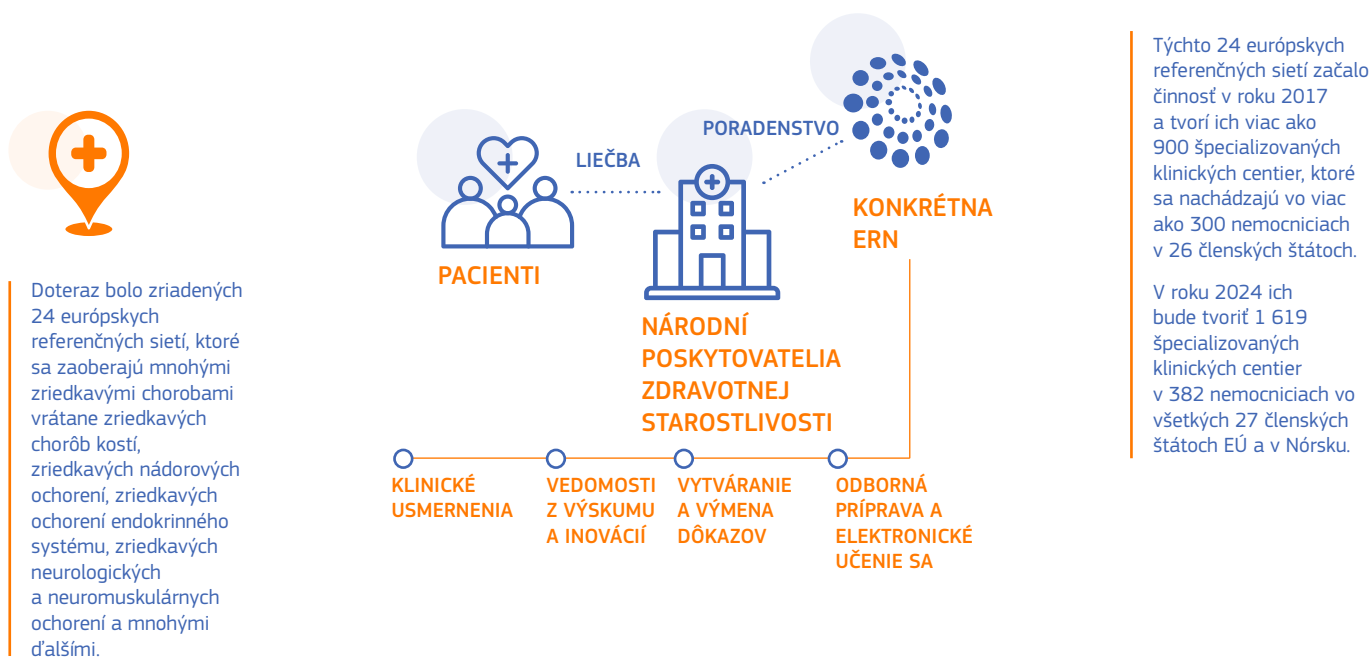 Doteraz bolo zriadených
24 európskych
referenčných sietí, ktoré
sa zaoberajú mnohými
zriedkavými chorobami
vrátane zriedkavých
chorôb kostí,
zriedkavých nádorových
ochorení, zriedkavých
ochorení endokrinného
systému, zriedkavých
neurologických
a neuromuskulárnych
ochorení a mnohými
ďalšími.
PACIENTI
LIEČBA
NÁRODNÍ
POSKYTOVATELIA
ZDRAVOTNEJ
STAROSTLIVOSTI
PORADENSTVO
KONKRÉTNA
ERN
KLINICKÉ
USMERNENIA
VEDOMOSTI
Z VÝSKUMU
A INOVÁCIÍ
VYTVÁRANIE
A VÝMENA
DÔKAZOV
ODBORNÁ
PRÍPRAVA A
ELEKTRONICKÉ
UČENIE SA
Týchto 24 európskych
referenčných sietí začalo
činnosť v roku 2017
a tvorí ich viac ako
900 špecializovaných
klinických centier, ktoré
sa nachádzajú vo viac
ako 300 nemocniciach
v 26 členských štátoch.
V roku 2024 ich
bude tvoriť 1 619
špecializovaných
klinických centier
v 382 nemocniciach vo
všetkých 27 členských
štátoch EÚ a v Nórsku.